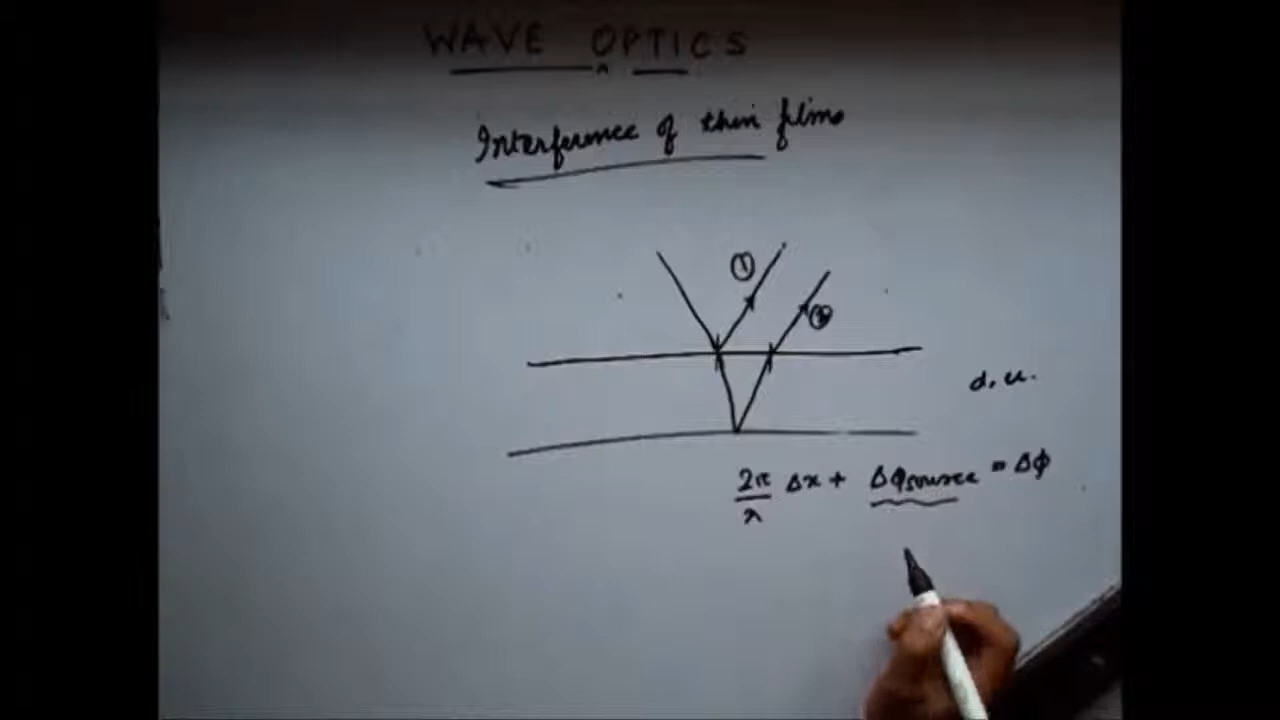 WAVE OPTICS
Interference of thin films
①
②
d, u.
2π/λ Δx + Δφsource = Δφ